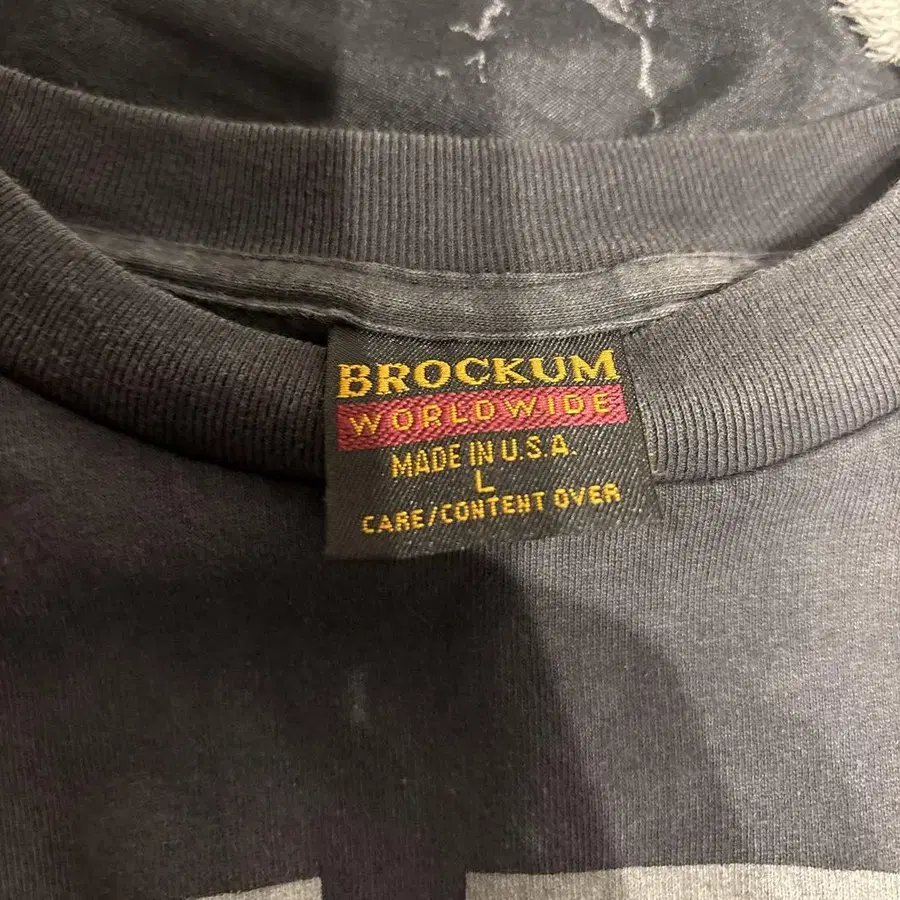 BROCKUM
WORLDWIDE
MADE IN U.S.A.
L
CARE/CONTENT OVER